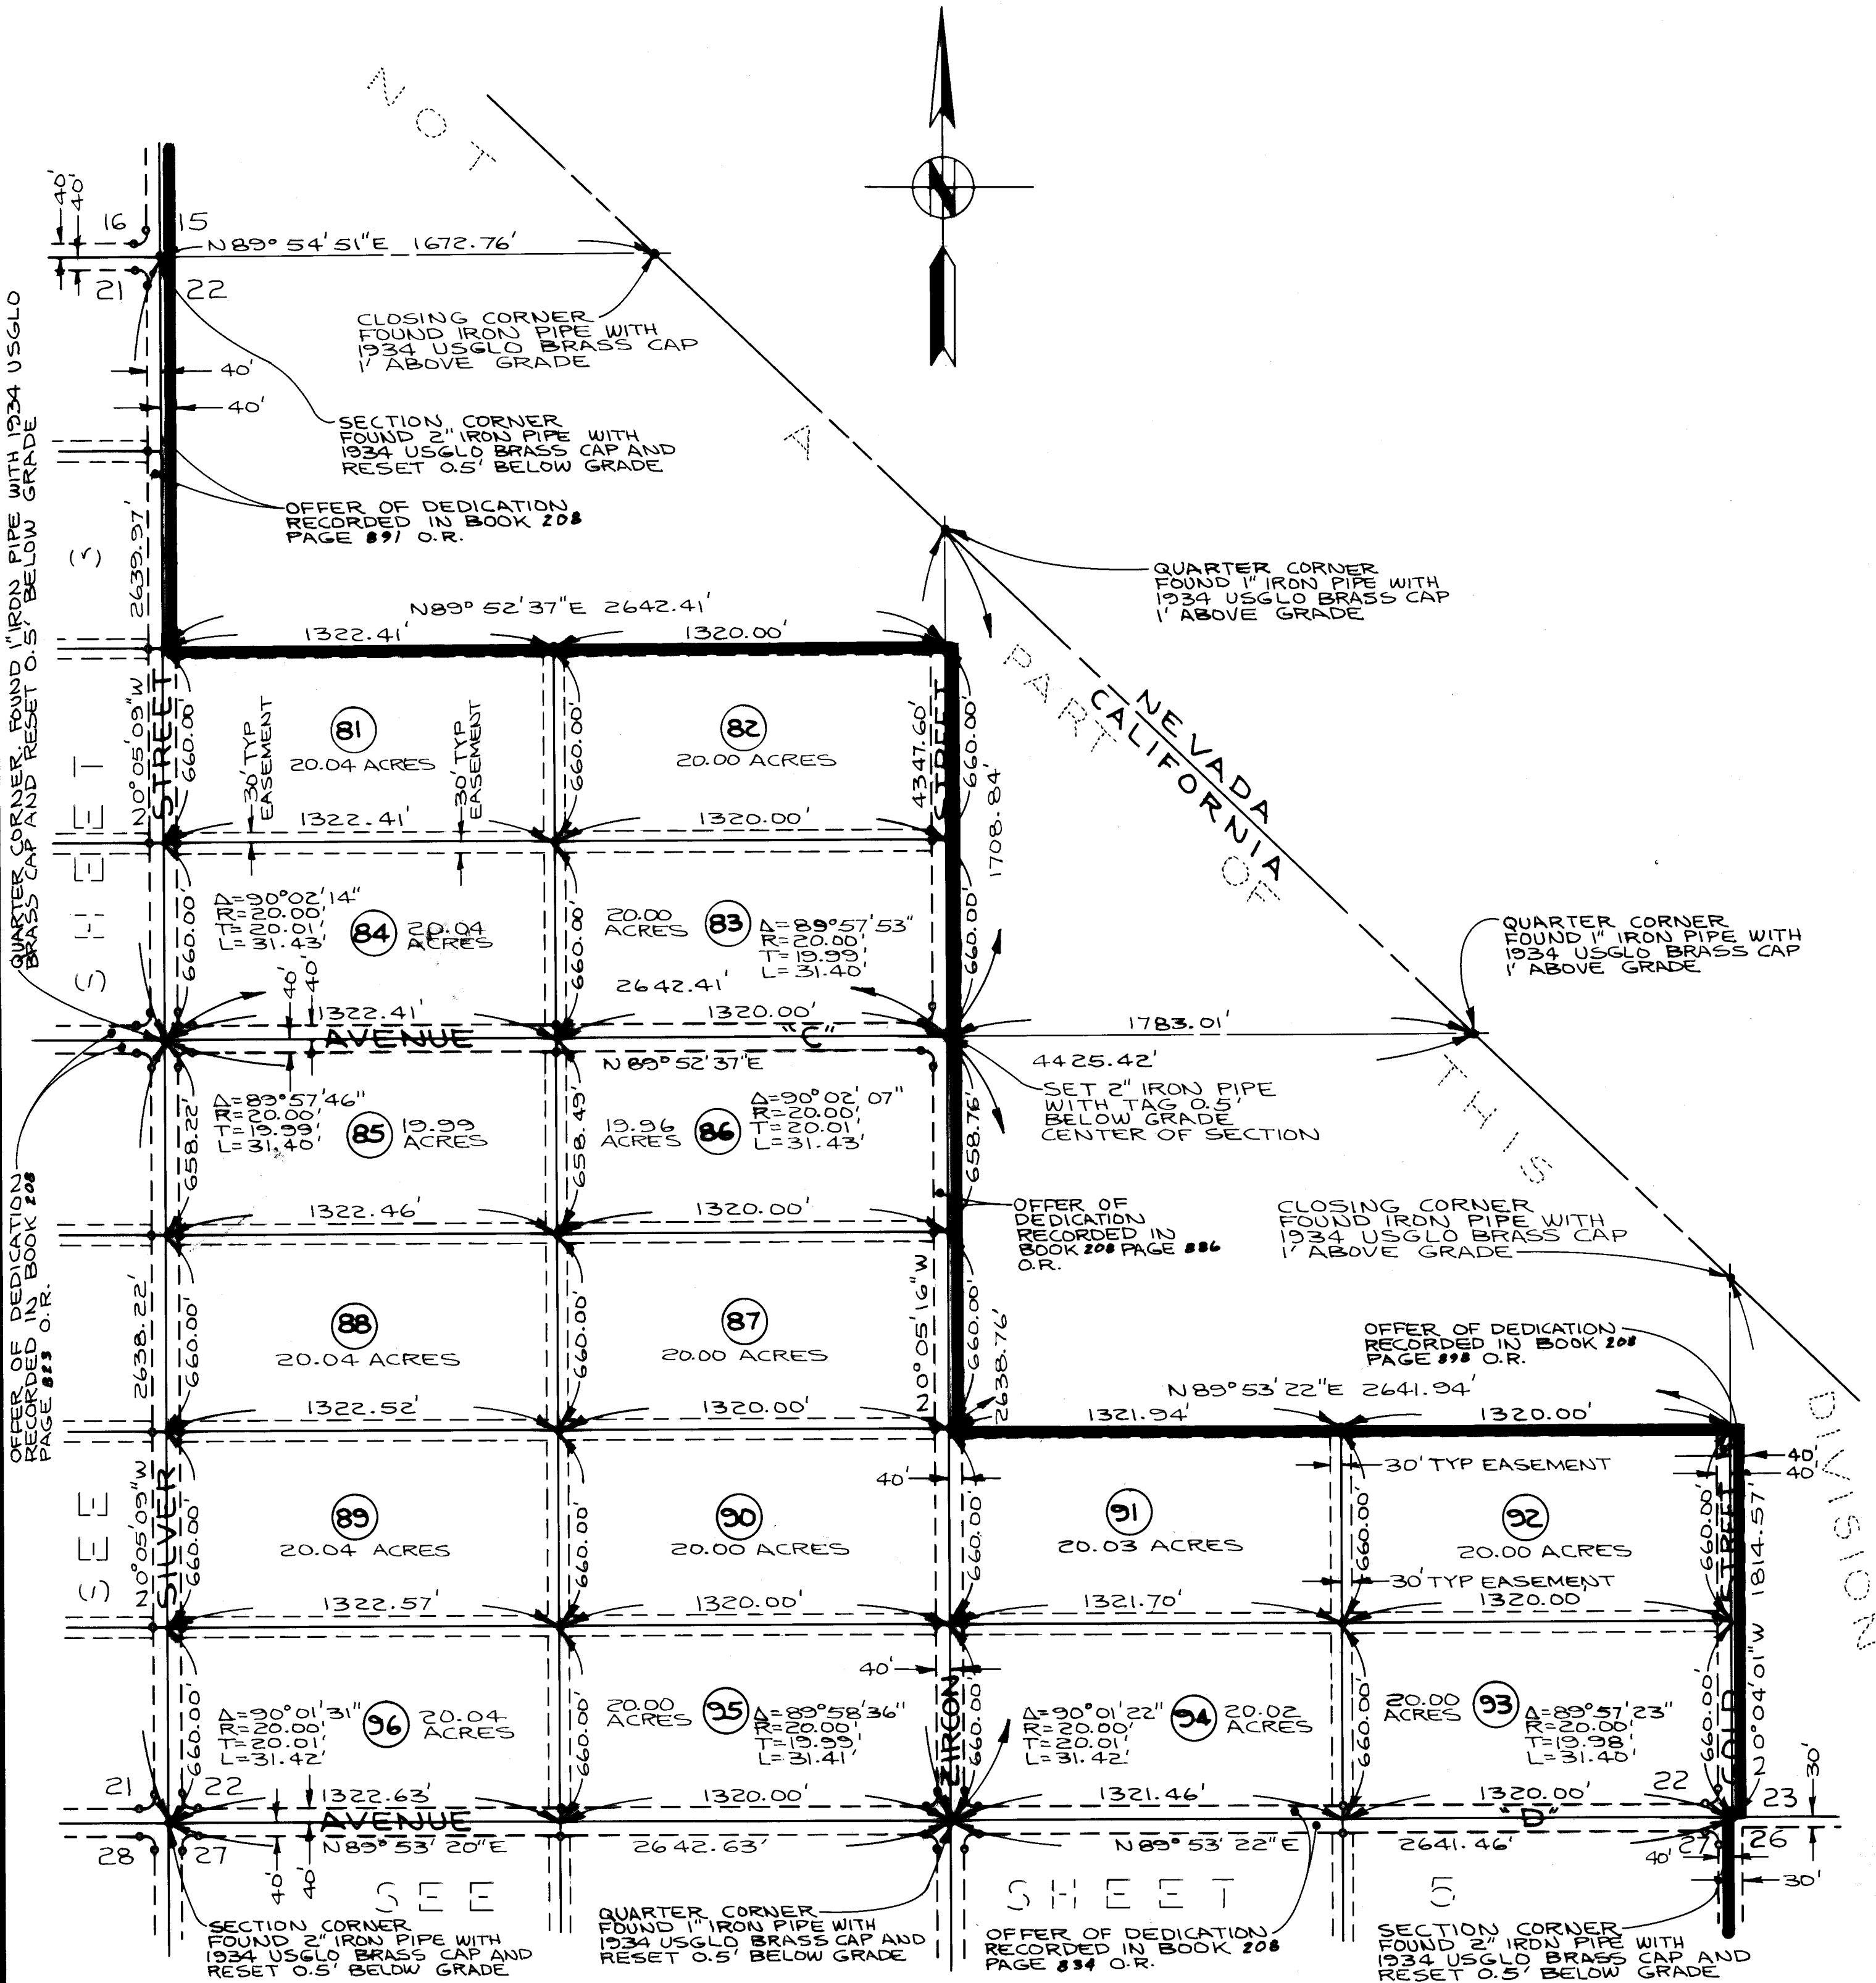 NOT
A
PART
OF
THIS
DIVISION
N
40'
40'
16 15
21 22
N89°54'51"E 1672.76'
CLOSING CORNER
FOUND IRON PIPE WITH
1934 USGLO BRASS CAP
1' ABOVE GRADE
40'
40'
SECTION CORNER
FOUND 2" IRON PIPE WITH
1934 USGLO BRASS CAP AND
RESET 0.5' BELOW GRADE
OFFER OF DEDICATION
RECORDED IN BOOK 208
PAGE 891 O.R.
QUARTER CORNER. FOUND 1" IRON PIPE WITH 1934 USGLO
BRASS CAP AND RESET 0.5' BELOW GRADE
SEE SHEET 3
2639.97'
N0°05'09"W
QUARTER CORNER
FOUND 1" IRON PIPE WITH
1934 USGLO BRASS CAP
1' ABOVE GRADE
N89°52'37"E 2642.41'
1322.41' 1320.00'
STREET
660.00'
30' TYP
EASEMENT
81
20.04 ACRES
30' TYP
EASEMENT
660.00'
82
20.00 ACRES
4347.60'
STREET
660.00'
1708.84'
NEVADA
CALIFORNIA
1322.41' 1320.00'
660.00'
Δ=90°02'14"
R=20.00'
T=20.01'
L=31.43'
84
20.04
ACRES
660.00'
20.00
ACRES
83
Δ=89°57'53"
R=20.00'
T=19.99'
L=31.40'
660.00'
QUARTER CORNER
FOUND 1" IRON PIPE WITH
1934 USGLO BRASS CAP
1' ABOVE GRADE
40'
40'
2642.41'
1322.41' 1320.00'
AVENUE "C"
N89°52'37"E
1783.01'
4425.42'
SET 2" IRON PIPE
WITH TAG 0.5'
BELOW GRADE
CENTER OF SECTION
658.22'
Δ=89°57'46"
R=20.00'
T=19.99'
L=31.40'
85
19.99
ACRES
658.49'
19.96
ACRES
86
Δ=90°02'07"
R=20.00'
T=20.01'
L=31.43'
658.76'
OFFER OF DEDICATION
RECORDED IN BOOK 208
PAGE 823 O.R.
1322.46' 1320.00'
OFFER OF
DEDICATION
RECORDED IN
BOOK 208 PAGE 886
O.R.
CLOSING CORNER
FOUND IRON PIPE WITH
1934 USGLO BRASS CAP
1' ABOVE GRADE
2638.22'
660.00'
88
20.04 ACRES
660.00'
87
20.00 ACRES
N0°05'16"W
660.00'
2638.76'
OFFER OF DEDICATION
RECORDED IN BOOK 208
PAGE 898 O.R.
N89°53'22"E 2641.94'
1322.52' 1320.00' 1321.94' 1320.00'
40'
30' TYP EASEMENT
40'
40'
N0°05'09"W
SILVER
660.00'
89
20.04 ACRES
660.00'
90
20.00 ACRES
660.00'
91
20.03 ACRES
660.00'
92
20.00 ACRES
660.00'
STREET
1814.57'
30' TYP EASEMENT
1322.57' 1320.00' 1321.70' 1320.00
40'
660.00'
Δ=90°01'31"
R=20.00'
T=20.01'
L=31.42'
96
20.04
ACRES
660.00'
20.00
ACRES
95
Δ=89°58'36"
R=20.00'
T=19.99'
L=31.41'
ZIRCON
660.00'
Δ=90°01'22"
R=20.00'
T=20.01'
L=31.42'
94
20.02
ACRES
660.00'
20.00
ACRES
93
Δ=89°57'23"
R=20.00'
T=19.98'
L=31.40'
660.00'
GOLD
N0°04'01"W
30'
21 22
1322.63' 1320.00' 1321.46' 1320.00'
22 23
AVENUE "D"
28 27
N89°53'20"E 2642.63' N89°53'22"E 2641.46'
27 26
40'
40'
40'
30'
SEE SHEET 5
SECTION CORNER
FOUND 2" IRON PIPE WITH
1934 USGLO BRASS CAP AND
RESET 0.5' BELOW GRADE
QUARTER CORNER
FOUND 1" IRON PIPE WITH
1934 USGLO BRASS CAP AND
RESET 0.5' BELOW GRADE
OFFER OF DEDICATION
RECORDED IN BOOK 208
PAGE 834 O.R.
SECTION CORNER
FOUND 2" IRON PIPE WITH
1934 USGLO BRASS CAP AND
RESET 0.5' BELOW GRADE